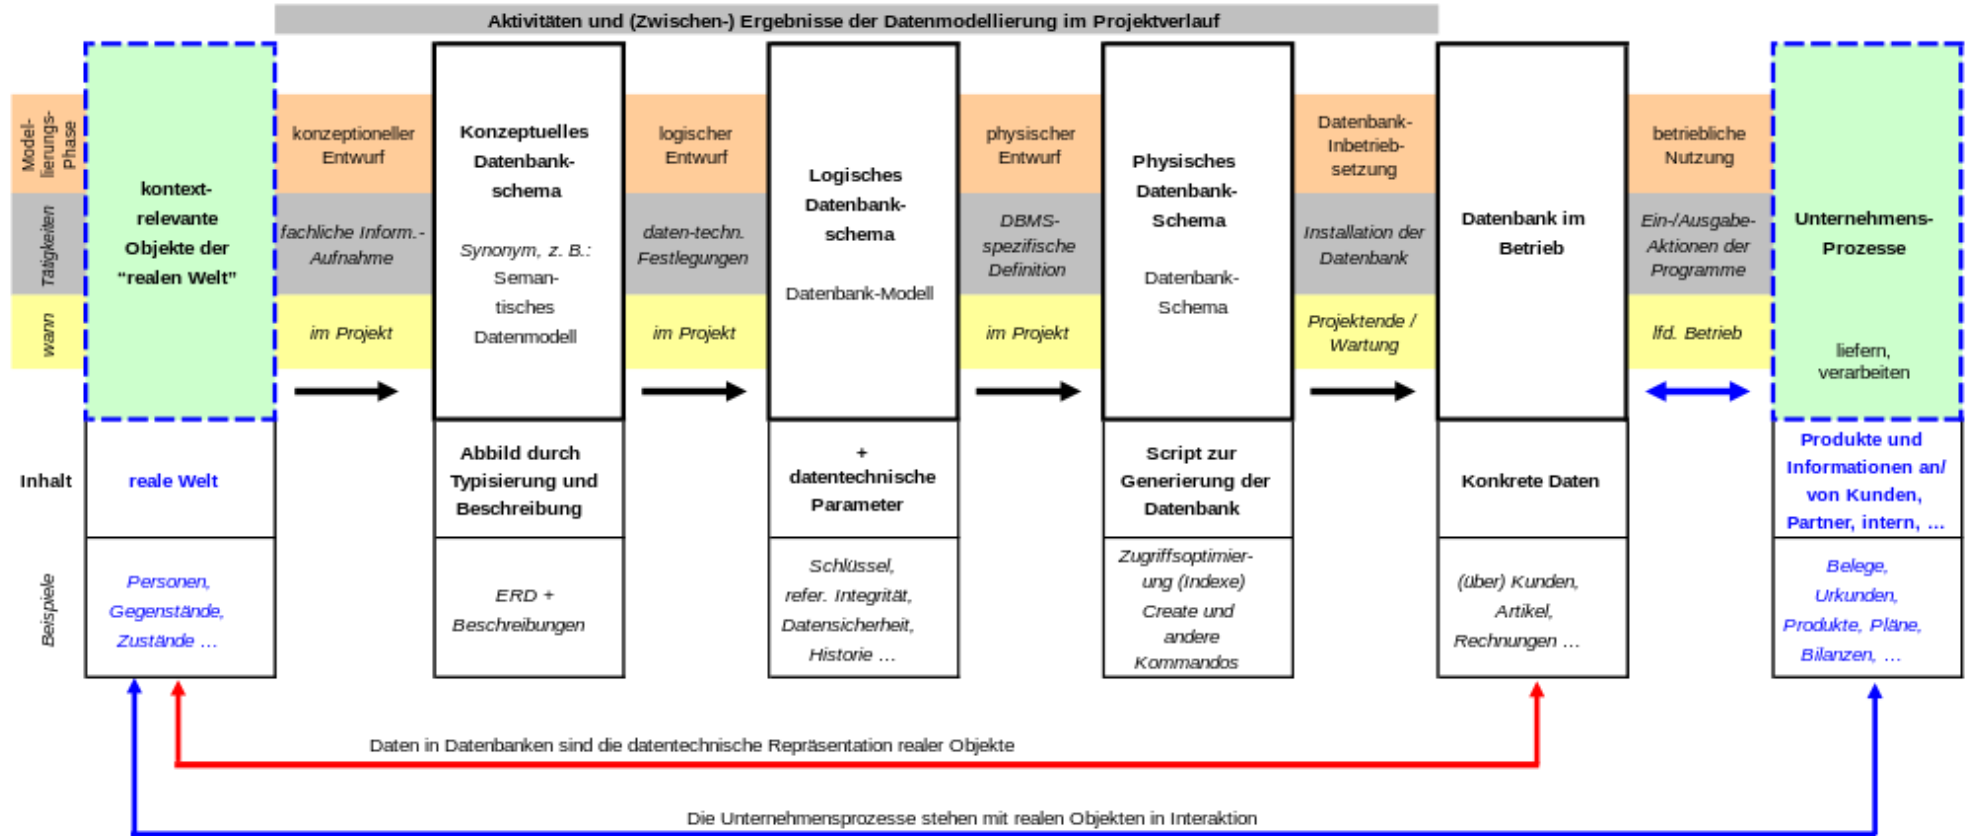 Aktivitäten und (Zwischen-) Ergebnisse der Datenmodellierung im Projektverlauf
Model-
lierungs-
Phase
Tätigkeiten
wann
kontext-
relevante
Objekte der
“realen Welt”
konzeptioneller
Entwurf
fachliche Inform.-
Aufnahme
im Projekt
Konzeptuelles
Datenbank-
schema
Synonym, z. B.:
Seman-
tisches
Datenmodell
logischer
Entwurf
daten-techn.
Festlegungen
im Projekt
Logisches
Datenbank-
schema
Datenbank-Modell
physischer
Entwurf
DBMS-
spezifische
Definition
im Projekt
Physisches
Datenbank-
Schema
Datenbank-
Schema
Datenbank-
Inbetrieb-
setzung
Installation der
Datenbank
Projektende /
Wartung
Datenbank im
Betrieb
betriebliche
Nutzung
Ein-/Ausgabe-
Aktionen der
Programme
lfd. Betrieb
Unternehmens-
Prozesse
liefern,
verarbeiten
Inhalt
reale Welt
Abbild durch
Typisierung und
Beschreibung
+
datentechnische
Parameter
Script zur
Generierung der
Datenbank
Konkrete Daten
Produkte und
Informationen an/
von Kunden,
Partner, intern, …
Beispiele
Personen,
Gegenstände,
Zustände …
ERD +
Beschreibungen
Schlüssel,
refer. Integrität,
Datensicherheit,
Historie …
Zugriffsoptimier-
ung (Indexe)
Create und
andere
Kommandos
(über) Kunden,
Artikel,
Rechnungen …
Belege,
Urkunden,
Produkte, Pläne,
Bilanzen, …
Daten in Datenbanken sind die datentechnische Repräsentation realer Objekte
Die Unternehmensprozesse stehen mit realen Objekten in Interaktion